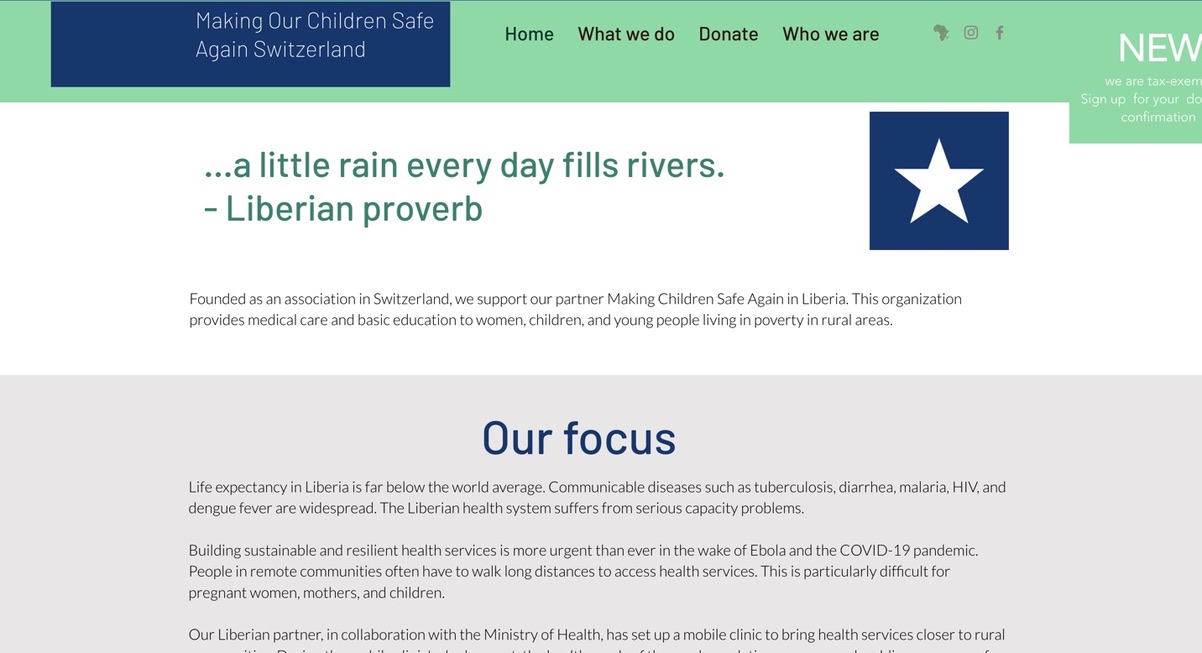 Making Our Children Safe
Again Switzerland
Home What we do Donate Who we are
NEW
we are tax-exem
Sign up for your do
confirmation
...a little rain every day fills rivers.
- Liberian proverb
Founded as an association in Switzerland, we support our partner Making Children Safe Again in Liberia. This organization
provides medical care and basic education to women, children, and young people living in poverty in rural areas.
Our focus
Life expectancy in Liberia is far below the world average. Communicable diseases such as tuberculosis, diarrhea, malaria, HIV, and
dengue fever are widespread. The Liberian health system suffers from serious capacity problems.
Building sustainable and resilient health services is more urgent than ever in the wake of Ebola and the COVID-19 pandemic.
People in remote communities often have to walk long distances to access health services. This is particularly difficult for
pregnant women, mothers, and children.
Our Liberian partner, in collaboration with the Ministry of Health, has set up a mobile clinic to bring health services closer to rural